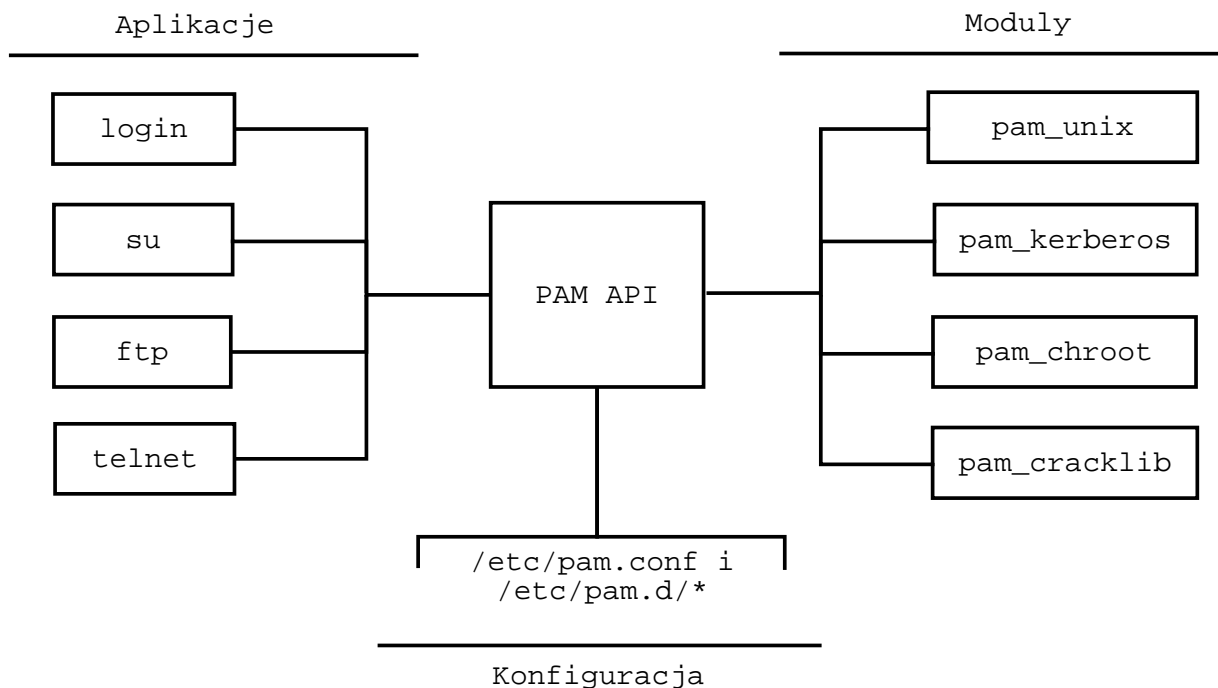 Aplikacje
login
su
ftp
telnet
PAM API
/etc/pam.conf i
/etc/pam.d/*
Konfiguracja
Moduly
pam_unix
pam_kerberos
pam_chroot
pam_cracklib